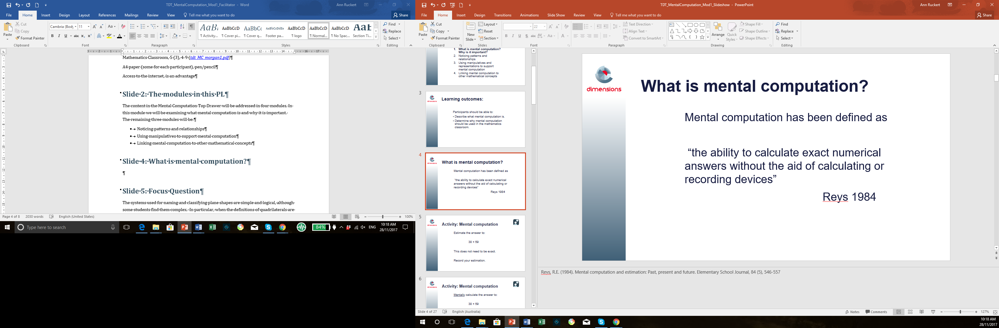 TDT_MentalComputation_Mod1_Facilitator - Word
Ann Ruckert
File Home Insert Design Layout References Mailings Review View Tell me what you want to do
Share
Paste
Cut
Copy
Format Painter
Clipboard
Cambria (Body 11
Font
Paragraph
AaBl AaBbCcD AaBbCc AaBbCcDdEe AaBbCcD AaBbCcD AaBbCcD Aat
¶ Activity... ¶ Cover pi... ¶ Cover q... Footer pa... ¶ logo ¶ Normal... ¶ No Spac... Section Ti...
Styles
Find
Replace
Select
Editing
Mathematics·Classroom,·5·(3),·4-9·(tdt_MC_morgan1.pdf)¶
A4·paper·(some·for·each·participant),·pen/pencil¶
Access·to·the·internet,·is·an·advantage¶
Slide·2:·The·modules·in·this·PL¶
The·content·in·the·Mental·Computation·Top·Drawer·will·be·addressed·in·four·modules.·In·
this·module·we·will·be·examining·what·mental·computation·is·and·why·it·is·important.·
The·remaining·three·modules·will·be:¶
Noticing·patterns·and·relationships¶
Using·manipulatives·to·support·mental·computation¶
Linking·mental·computation·to·other·mathematical·concepts¶
Slide·4:·What·is·mental·computation?¶
¶
Slide·5:·Focus·Question¶
The·systems·used·for·naming·and·classifying·plane·shapes·are·simple·and·logical,·although·
some·students·find·them·complex.··In·particular,·when·the·definitions·of·quadrilaterals·are·
Page 4 of 8 2030 words English (United States)
100%
Type here to search
84%
ENG
10:18 AM
28/11/2017
TDT_MentalComputation_Mod1_Slideshow - PowerPoint
Ann Ruckert
File Home Insert Design Transitions Animations Slide Show Review View Tell me what you want to do
Share
Paste
Cut
Copy
Format Painter
Clipboard
New
Slide
Layout
Reset
Section
Slides
22
Font
Text Direction
Align Text
Convert to SmartArt
Paragraph
Arrange
Quick
Styles
Shape Fill
Shape Outline
Shape Effects
Drawing
Find
Replace
Select
Editing
1. What is mental computation?
Why is it important?
2. Noticing patterns and
relationships
3. Using manipulatives and
representations to support
mental computation
4. Linking mental computation to
other mathematical concepts
3
dimensions
Learning outcomes:
Participants should be able to:
• Describe what mental computation is.
• Determine why mental computation
should be used in the mathematics
classroom.
4
dimensions
What is mental computation?
Mental computation has been defined as
“the ability to calculate exact numerical
answers without the aid of calculating or
recording devices”
Reys 1984
5
dimensions
Activity: Mental computation
Estimate the answer to:
38 + 59
This does not need to be exact.
Record your estimation.
6
dimensions
Activity: Mental computation
Mentally calculate the answer to:
38 + 59
dimensions
What is mental computation?
Mental computation has been defined as
“the ability to calculate exact numerical
answers without the aid of calculating or
recording devices”
Reys 1984
Reys, R.E. (1984). Mental computation and estimation: Past, present and future. Elementary School Journal, 84 (5), 546-557
Slide 4 of 27 English (Australia)
Notes Comments
127%
10:18 AM
28/11/2017